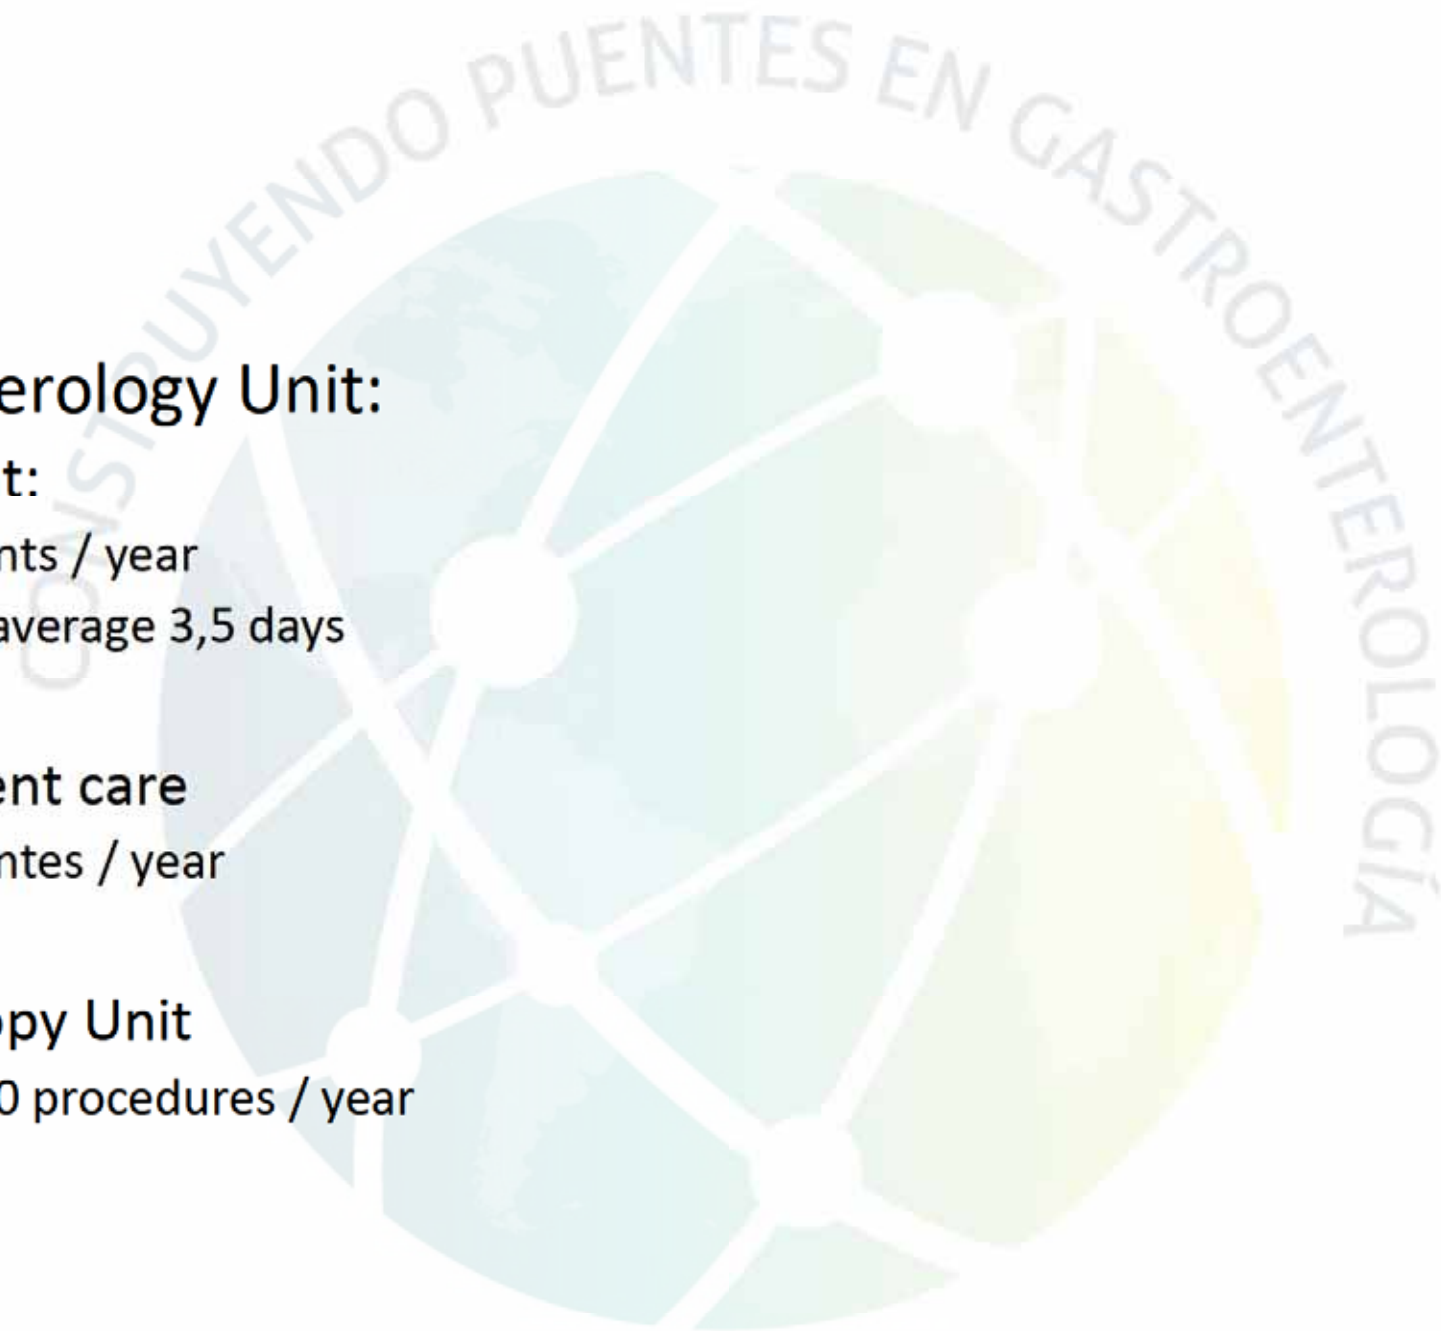 CONSTRUYENDO PUENTES EN GASTROENTEROLOGÍA
erology Unit:
t:
nts / year
average 3,5 days
ent care
ntes / year
opy Unit
0 procedures / year